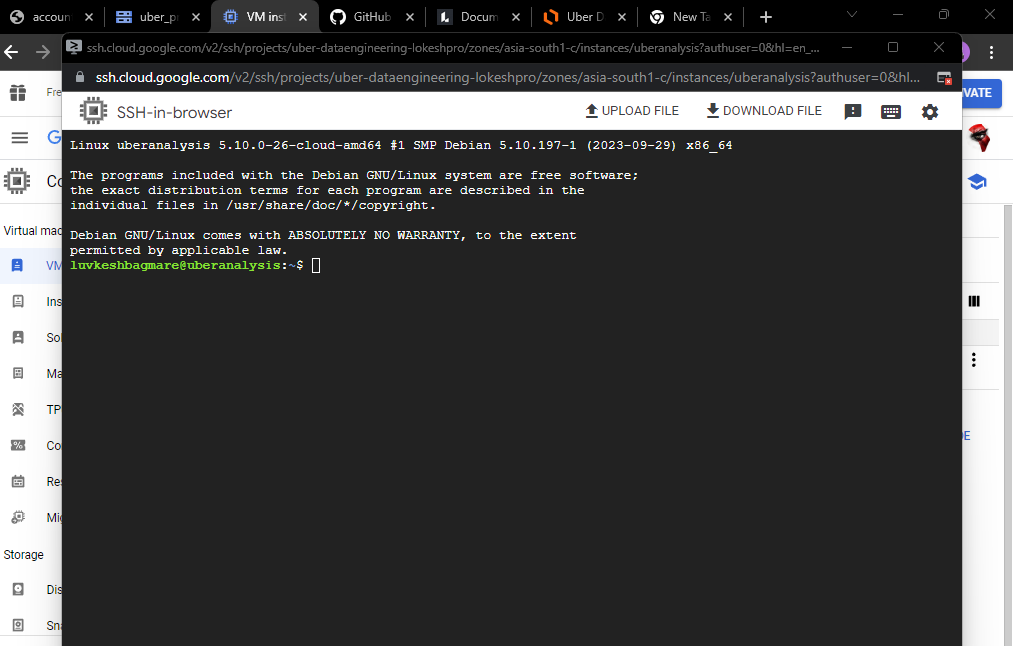 accoun
uber_p
VM inst
GitHub
Docum
Uber D
New Ta
ssh.cloud.google.com/v2/ssh/projects/uber-dataengineering-lokeshpro/zones/asia-south1-c/instances/uberanalysis?authuser=0&hl=en_...
ssh.cloud.google.com/v2/ssh/projects/uber-dataengineering-lokeshpro/zones/asia-south1-c/instances/uberanalysis?authuser=0&hl...
Fre
VATE
SSH-in-browser
UPLOAD FILE
DOWNLOAD FILE
G
Linux uberanalysis 5.10.0-26-cloud-amd64 #1 SMP Debian 5.10.197-1 (2023-09-29) x86_64
The programs included with the Debian GNU/Linux system are free software;
the exact distribution terms for each program are described in the
individual files in /usr/share/doc/*/copyright.
Debian GNU/Linux comes with ABSOLUTELY NO WARRANTY, to the extent
permitted by applicable law.
luvkeshbagmare@uberanalysis:~$
Co
Virtual mac
VM
Ins
Sol
Ma
TP
Co
Res
Mig
Storage
Dis
Sna
DE